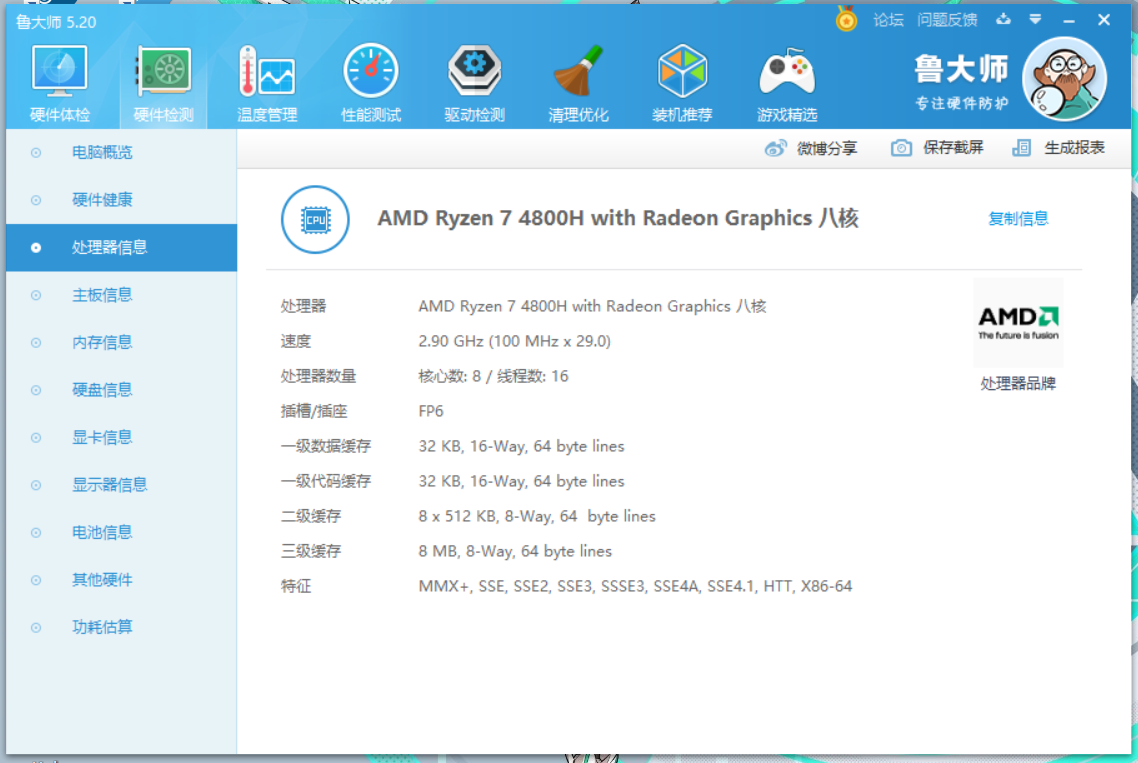 鲁大师 5.20
论坛 问题反馈
硬件体检 硬件检测 温度管理 性能测试 驱动检测 清理优化 装机推荐 游戏精选
鲁大师
专注硬件防护
微博分享 保存截屏 生成报表
电脑概览
硬件健康
处理器信息
主板信息
内存信息
硬盘信息
显卡信息
显示器信息
电池信息
其他硬件
功耗估算
CPU
AMD Ryzen 7 4800H with Radeon Graphics 八核
复制信息
处理器 AMD Ryzen 7 4800H with Radeon Graphics 八核
速度 2.90 GHz (100 MHz x 29.0)
处理器数量 核心数: 8 / 线程数: 16
插槽/插座 FP6
一级数据缓存 32 KB, 16-Way, 64 byte lines
一级代码缓存 32 KB, 16-Way, 64 byte lines
二级缓存 8 x 512 KB, 8-Way, 64  byte lines
三级缓存 8 MB, 8-Way, 64 byte lines
特征 MMX+, SSE, SSE2, SSE3, SSSE3, SSE4A, SSE4.1, HTT, X86-64
AMD
The future is fusion
处理器品牌